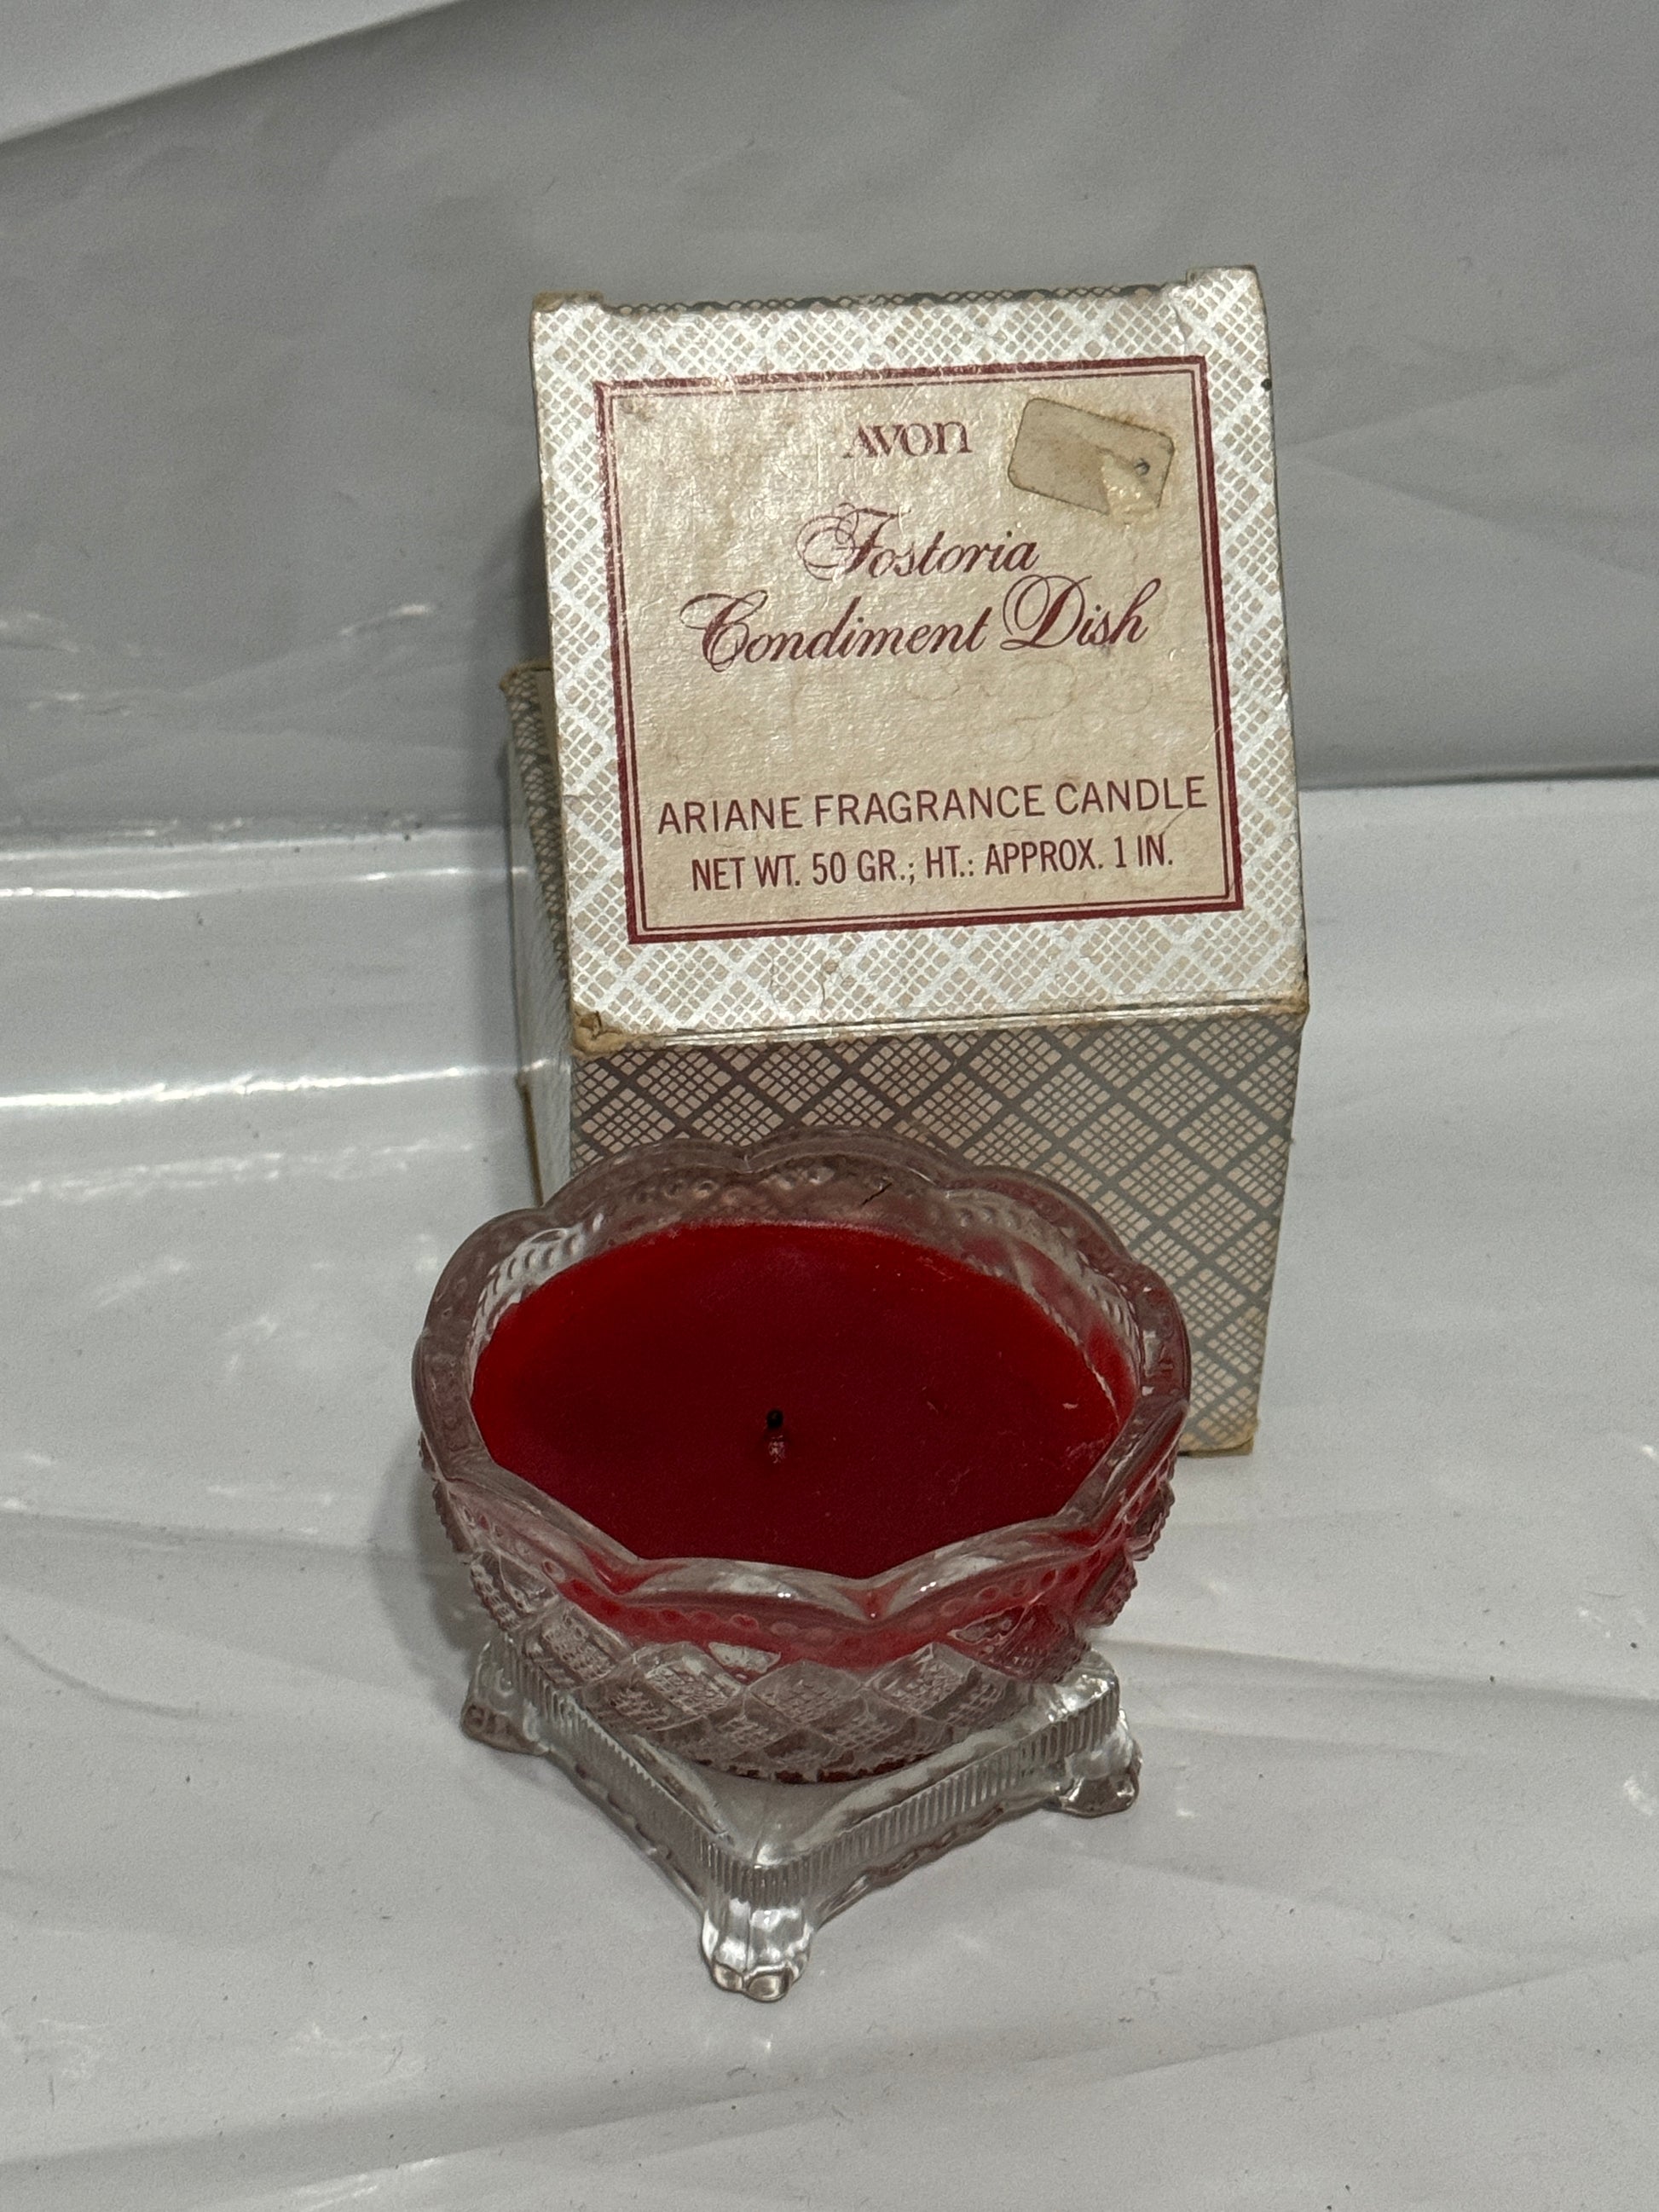 AVON
Fostoria
Condiment Dish
ARIANE FRAGRANCE CANDLE
NET WT. 50 GR.; HT.: APPROX. 1 IN.